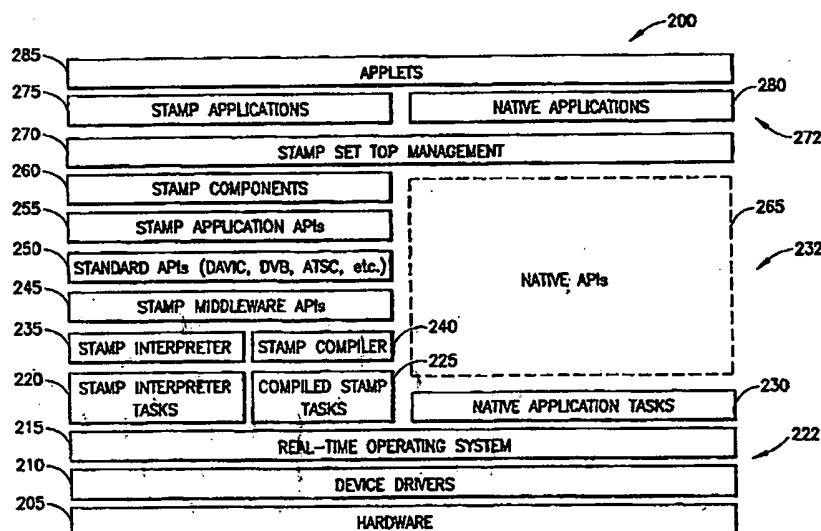 200
285 APPLETS
275 STAMP APPLICATIONS NATIVE APPLICATIONS 280
272
270 STAMP SET TOP MANAGEMENT
260 STAMP COMPONENTS
265
255 STAMP APPLICATION APIs
250 STANDARD APIs (DAVIC, DVB, ATSC, etc.) 232
NATIVE APIs
245 STAMP MIDDLEWARE APIs
235 STAMP INTERPRETER STAMP COMPILER 240
220 STAMP INTERPRETER TASKS COMPILED STAMP TASKS 225
NATIVE APPLICATION TASKS 230
215 REAL-TIME OPERATING SYSTEM 222
210 DEVICE DRIVERS
205 HARDWARE